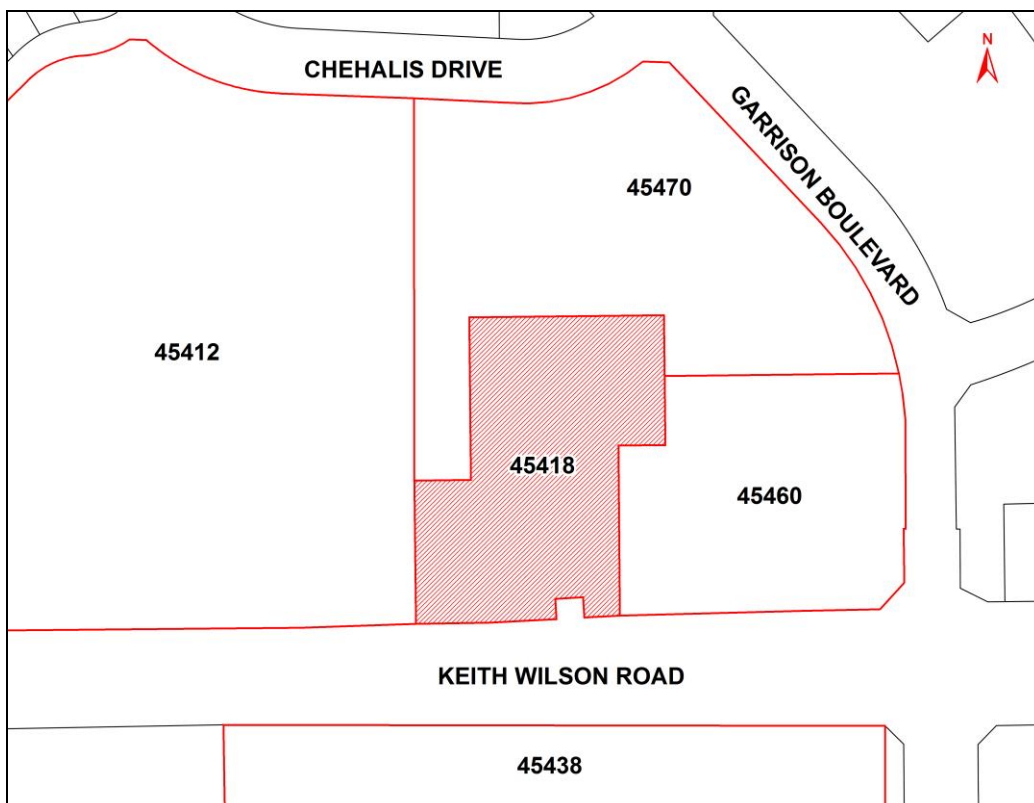 N
CHEHALIS DRIVE
GARRISON BOULEVARD
45470
45412
45418
45460
KEITH WILSON ROAD
45438